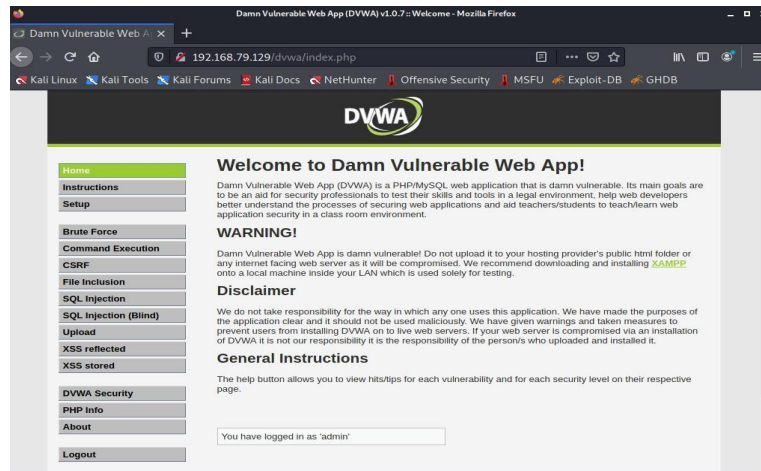 Damn Vulnerable Web App (DVWA) v1.0.7 :: Welcome - Mozilla Firefox
Damn Vulnerable Web A
192.168.79.129/dvwa/index.php
Kali Linux Kali Tools Kali Forums Kali Docs NetHunter Offensive Security MSFU Exploit-DB GHDB
DVWA
Home
Instructions
Setup
Brute Force
Command Execution
CSRF
File Inclusion
SQL Injection
SQL Injection (Blind)
Upload
XSS reflected
XSS stored
DVWA Security
PHP Info
About
Logout
Welcome to Damn Vulnerable Web App!
Damn Vulnerable Web App (DVWA) is a PHP/MySQL web application that is damn vulnerable. Its main goals are
to be an aid for security professionals to test their skills and tools in a legal environment, help web developers
better understand the processes of securing web applications and aid teachers/students to teach/learn web
application security in a class room environment.
WARNING!
Damn Vulnerable Web App is damn vulnerable! Do not upload it to your hosting provider's public html folder or
any internet facing web server as it will be compromised. We recommend downloading and installing XAMPP
onto a local machine inside your LAN which is used solely for testing.
Disclaimer
We do not take responsibility for the way in which any one uses this application. We have made the purposes of
the application clear and it should not be used maliciously. We have given warnings and taken measures to
prevent users from installing DVWA on to live web servers. If your web server is compromised via an installation
of DVWA it is not our responsibility it is the responsibility of the person/s who uploaded and installed it.
General Instructions
The help button allows you to view hits/tips for each vulnerability and for each security level on their respective
page.
You have logged in as 'admin'